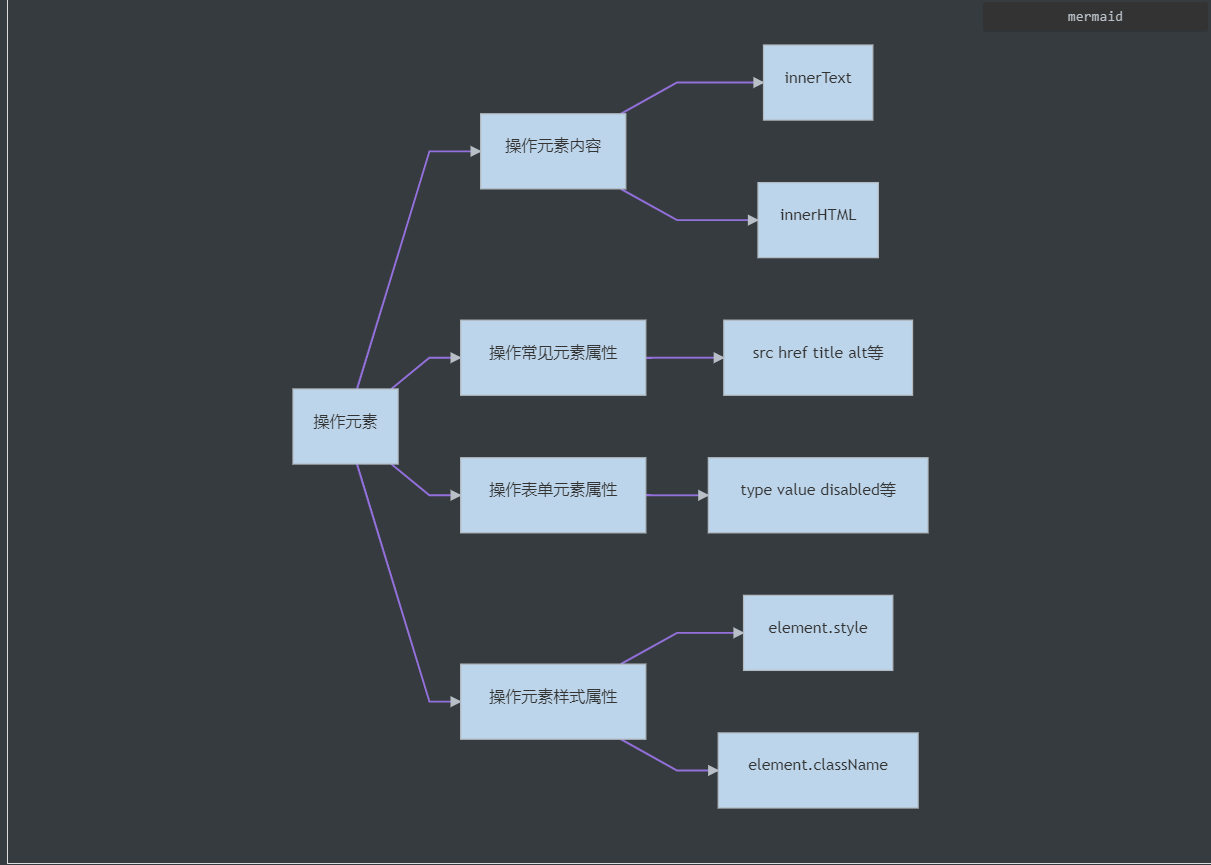 mermaid
innerText
操作元素内容
innerHTML
操作常见元素属性
src href title alt等
操作元素
操作表单元素属性
type value disabled等
element.style
操作元素样式属性
element.className